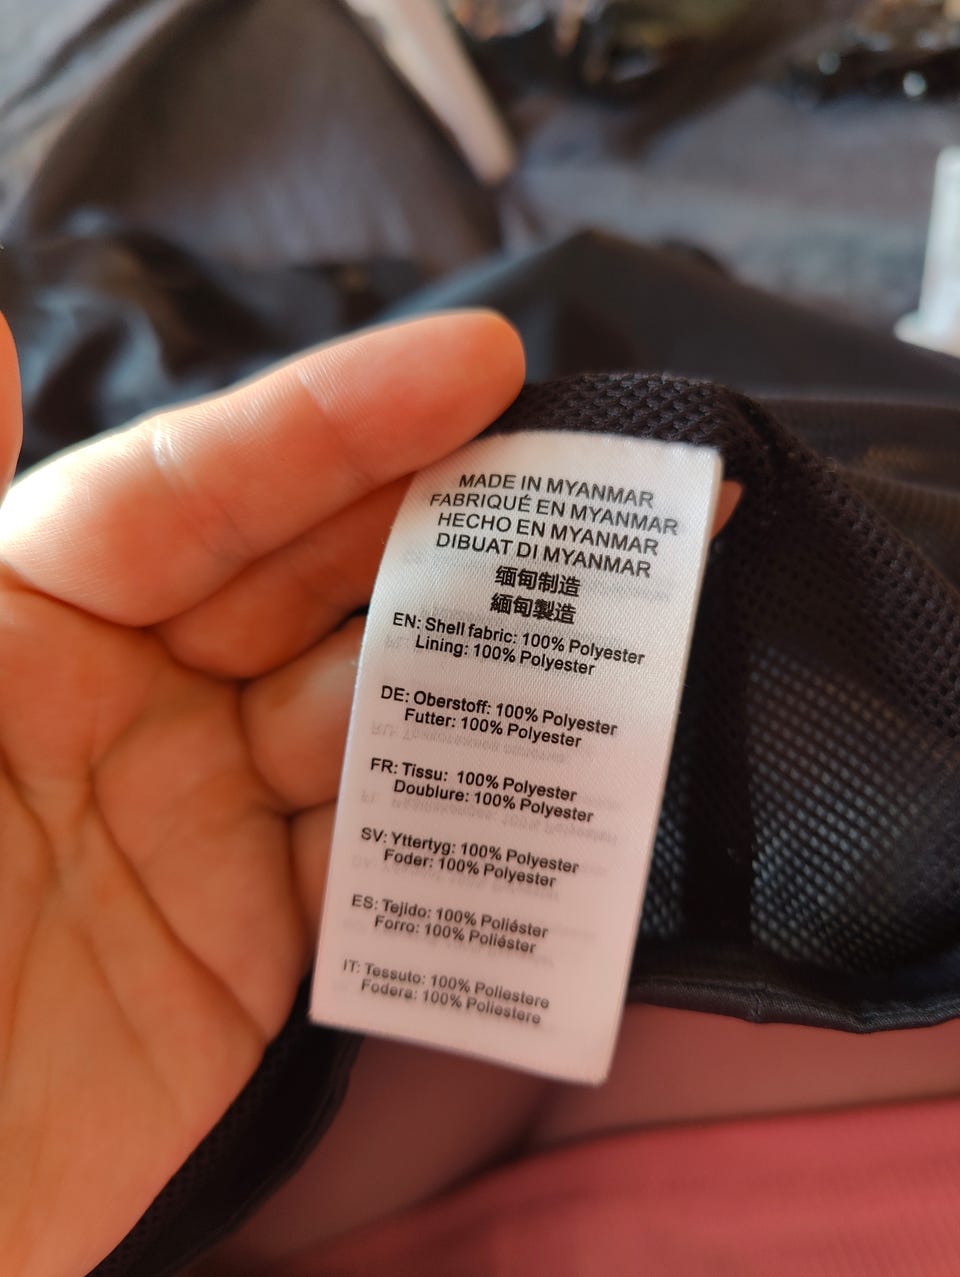 MADE IN MYANMAR
FABRIQUÉ EN MYANMAR
HECHO EN MYANMAR
DIBUAT DI MYANMAR
缅甸制造
緬甸製造
EN: Shell fabric: 100% Polyester
Lining: 100% Polyester
DE: Oberstoff: 100% Polyester
Futter: 100% Polyester
FR: Tissu: 100% Polyester
Doublure: 100% Polyester
SV: Yttertyg: 100% Polyester
Foder: 100% Polyester
ES: Tejido: 100% Poliéster
Forro: 100% Poliéster
IT: Tessuto: 100% Poliestere
Fodera: 100% Poliestere